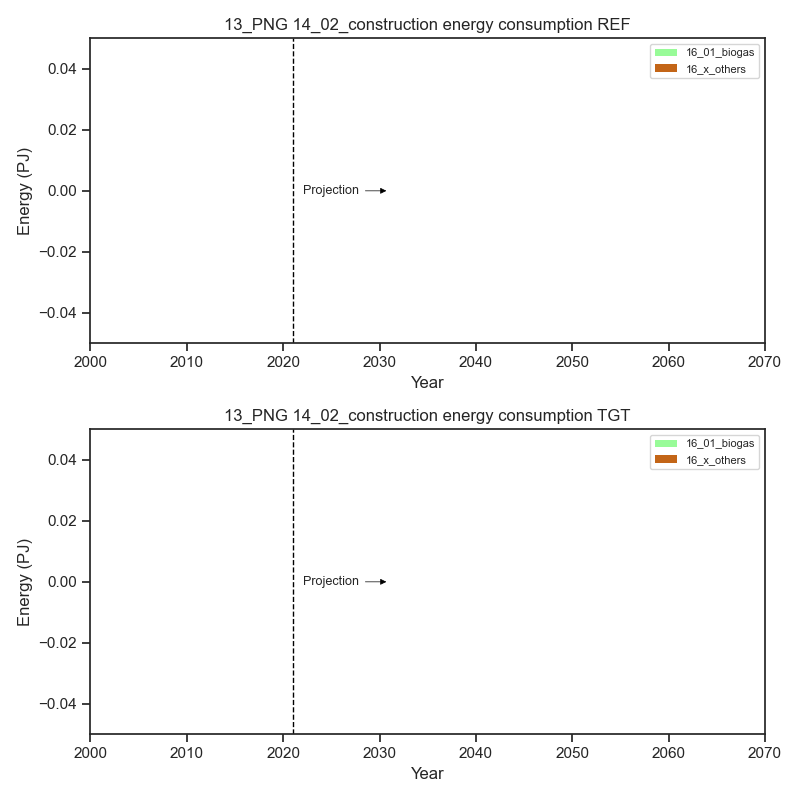 13_PNG 14_02_construction energy consumption REF
16_01_biogas
16_x_others
0.04
0.02
0.00
−0.02
−0.04
Energy (PJ)
Projection
2000 2010 2020 2030 2040 2050 2060 2070
Year
13_PNG 14_02_construction energy consumption TGT
16_01_biogas
16_x_others
0.04
0.02
0.00
−0.02
−0.04
Energy (PJ)
Projection
2000 2010 2020 2030 2040 2050 2060 2070
Year